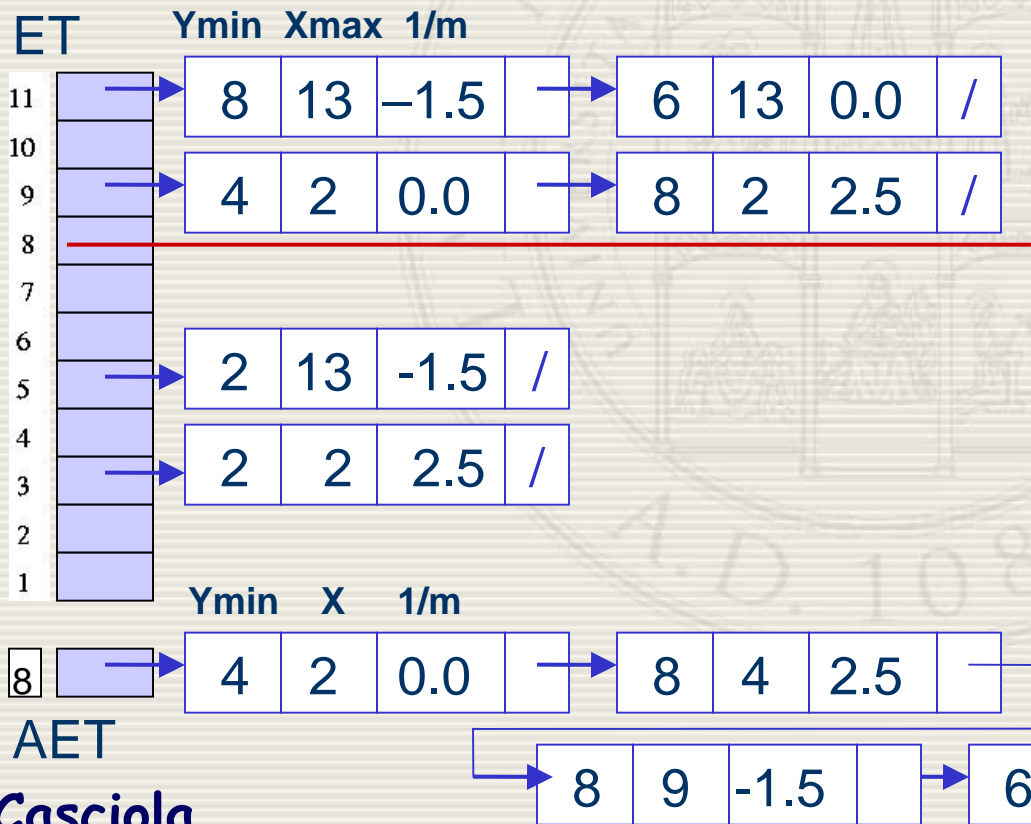 ET
Ymin Xmax 1/m
11 8 13 –1.5 6 13 0.0 /
10
9 4 2 0.0 8 2 2.5 /
8
7
6
5 2 13 -1.5 /
4
3 2 2 2.5 /
2
1
Ymin X 1/m
8 4 2 0.0 8 4 2.5
AET
8 9 -1.5 6
Casciola
A.D. 108